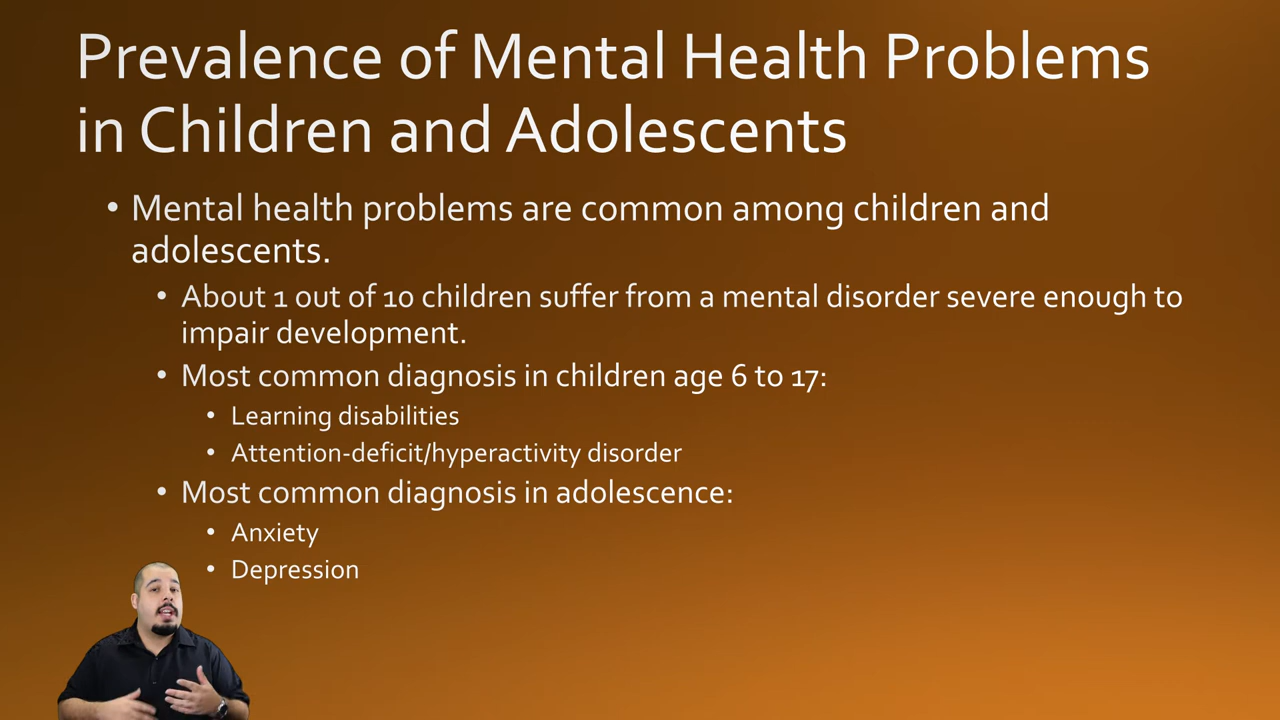 Prevalence of Mental Health Problems
in Children and Adolescents
• Mental health problems are common among children and
adolescents.
• About 1 out of 10 children suffer from a mental disorder severe enough to
impair development.
• Most common diagnosis in children age 6 to 17:
• Learning disabilities
• Attention-deficit/hyperactivity disorder
• Most common diagnosis in adolescence:
• Anxiety
• Depression